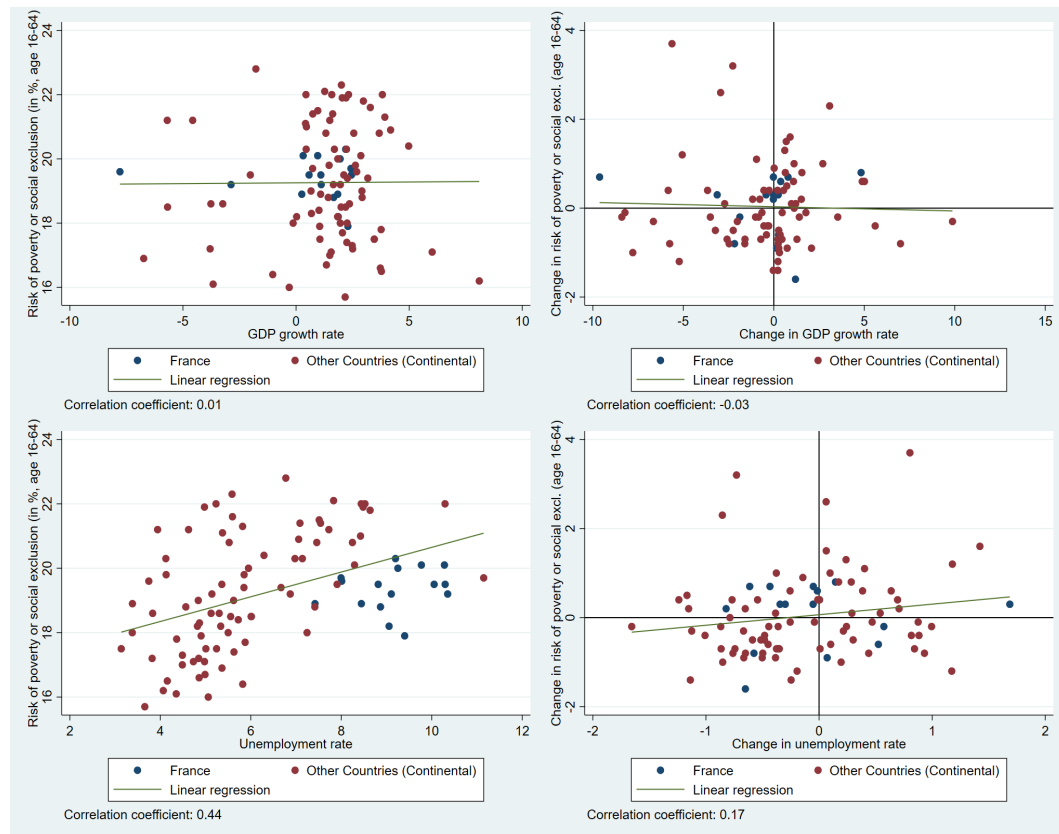 Risk of poverty or social exclusion (in %, age 16-64)
24
22
20
18
16
-10 -5 0 5 10
GDP growth rate
France Other Countries (Continental)
Linear regression
Correlation coefficient: 0.01
Change in risk of poverty or social excl. (age 16-64)
4
2
0
-2
-10 -5 0 5 10 15
Change in GDP growth rate
France Other Countries (Continental)
Linear regression
Correlation coefficient: -0.03
Risk of poverty or social exclusion (in %, age 16-64)
24
22
20
18
16
2 4 6 8 10 12
Unemployment rate
France Other Countries (Continental)
Linear regression
Correlation coefficient: 0.44
Change in risk of poverty or social excl. (age 16-64)
4
2
0
-2
-2 -1 0 1 2
Change in unemployment rate
France Other Countries (Continental)
Linear regression
Correlation coefficient: 0.17